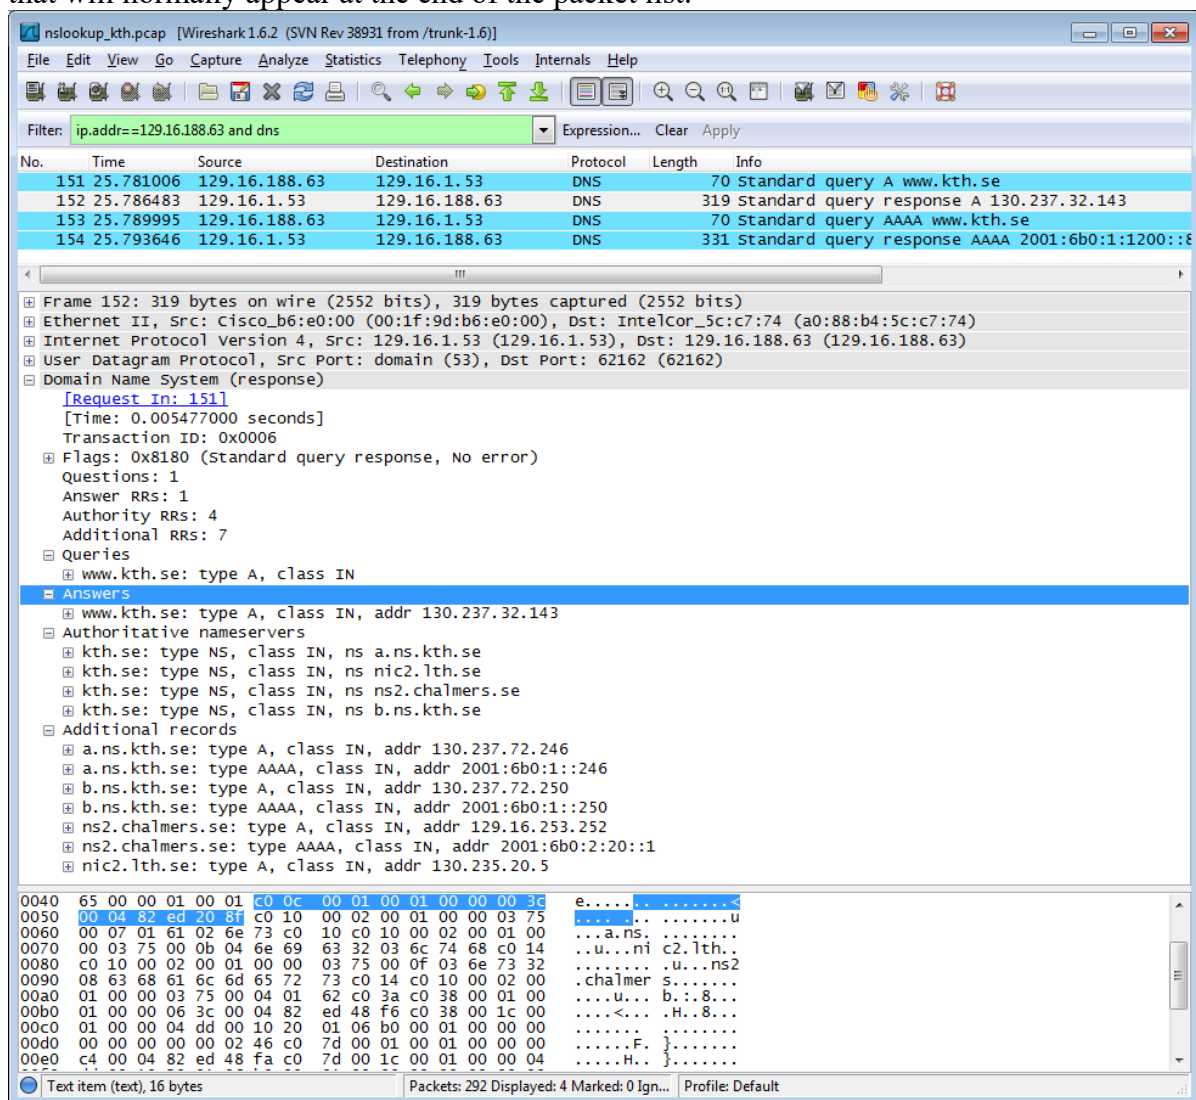 that will normally appear at the end of the packet list.
nslookup_kth.pcap [Wireshark 1.6.2 (SVN Rev 38931 from /trunk-1.6)]
File Edit View Go Capture Analyze Statistics Telephony Tools Internals Help
Filter: ip.addr==129.16.188.63 and dns Expression... Clear Apply
No. Time Source Destination Protocol Length Info
151 25.781006 129.16.188.63 129.16.1.53 DNS 70 Standard query A www.kth.se
152 25.786483 129.16.1.53 129.16.188.63 DNS 319 Standard query response A 130.237.32.143
153 25.789995 129.16.188.63 129.16.1.53 DNS 70 Standard query AAAA www.kth.se
154 25.793646 129.16.1.53 129.16.188.63 DNS 331 Standard query response AAAA 2001:6b0:1:1200::8
Frame 152: 319 bytes on wire (2552 bits), 319 bytes captured (2552 bits)
Ethernet II, Src: Cisco_b6:e0:00 (00:1f:9d:b6:e0:00), Dst: IntelCor_5c:c7:74 (a0:88:b4:5c:c7:74)
Internet Protocol Version 4, Src: 129.16.1.53 (129.16.1.53), Dst: 129.16.188.63 (129.16.188.63)
User Datagram Protocol, Src Port: domain (53), Dst Port: 62162 (62162)
Domain Name System (response)
[Request In: 151]
[Time: 0.005477000 seconds]
Transaction ID: 0x0006
Flags: 0x8180 (Standard query response, No error)
Questions: 1
Answer RRs: 1
Authority RRs: 4
Additional RRs: 7
Queries
www.kth.se: type A, class IN
Answers
www.kth.se: type A, class IN, addr 130.237.32.143
Authoritative nameservers
kth.se: type NS, class IN, ns a.ns.kth.se
kth.se: type NS, class IN, ns nic2.lth.se
kth.se: type NS, class IN, ns ns2.chalmers.se
kth.se: type NS, class IN, ns b.ns.kth.se
Additional records
a.ns.kth.se: type A, class IN, addr 130.237.72.246
a.ns.kth.se: type AAAA, class IN, addr 2001:6b0:1::246
b.ns.kth.se: type A, class IN, addr 130.237.72.250
b.ns.kth.se: type AAAA, class IN, addr 2001:6b0:1::250
ns2.chalmers.se: type A, class IN, addr 129.16.253.252
ns2.chalmers.se: type AAAA, class IN, addr 2001:6b0:2:20::1
nic2.lth.se: type A, class IN, addr 130.235.20.5
0040 65 00 00 01 00 01 c0 0c 00 01 00 01 00 00 00 3c e..... .......<
0050 00 04 82 ed 20 8f c0 10 00 02 00 01 00 00 03 75 .... ... .......u
0060 00 07 01 61 02 6e 73 c0 10 c0 10 00 02 00 01 00 ...a.ns. ........
0070 00 03 75 00 0b 04 6e 69 63 32 03 6c 74 68 c0 14 ..u...ni c2.lth..
0080 c0 10 00 02 00 01 00 00 03 75 00 0f 03 6e 73 32 ........ .u...ns2
0090 08 63 68 61 6c 6d 65 72 73 c0 14 c0 10 00 02 00 .chalmer s.......
00a0 01 00 00 03 75 00 04 01 62 c0 3a c0 38 00 01 00 ....u... b.:.8...
00b0 01 00 00 06 3c 00 04 82 ed 48 f6 c0 38 00 1c 00 ....<... .H..8...
00c0 01 00 00 04 dd 00 10 20 01 06 b0 00 01 00 00 00 ....... ........
00d0 00 00 00 00 00 02 46 c0 7d 00 01 00 01 00 00 00 ......F. }.......
00e0 c4 00 04 82 ed 48 fa c0 7d 00 1c 00 01 00 00 04 .....H.. }.......
Text item (text), 16 bytes Packets: 292 Displayed: 4 Marked: 0 Ign... Profile: Default